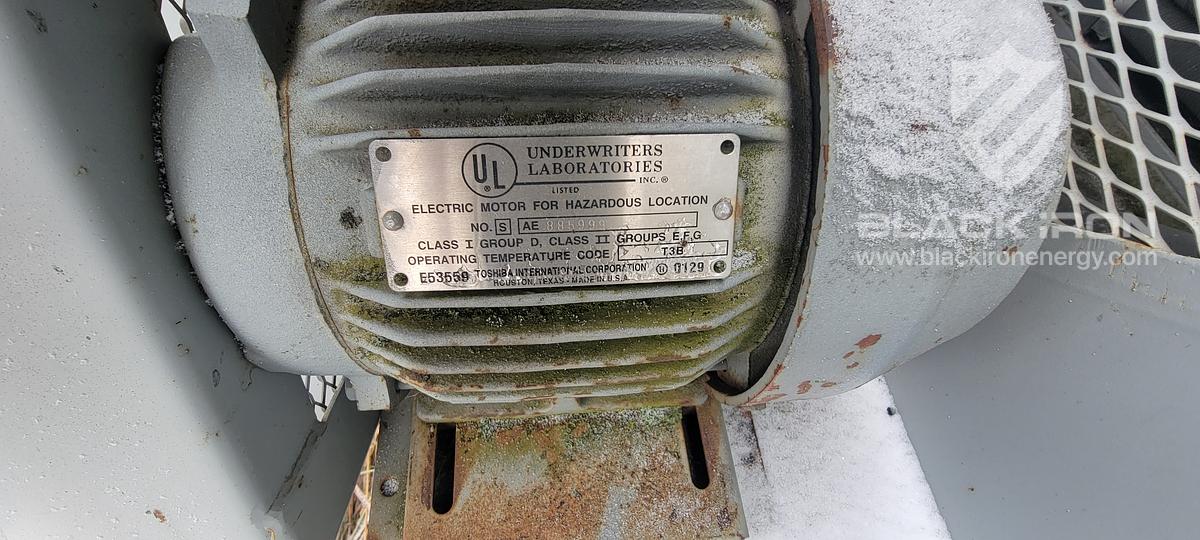 UL
®
UNDERWRITERS
LABORATORIES
INC. ®
LISTED
ELECTRIC MOTOR FOR HAZARDOUS LOCATION
NO. S AE
CLASS I GROUP D, CLASS II GROUPS E,F,G
OPERATING TEMPERATURE CODE T3B
E53559 TOSHIBA INTERNATIONAL CORPORATION 0129
HOUSTON, TEXAS - MADE IN U.S.A.
BLACK IRON
www.blackironenergy.com